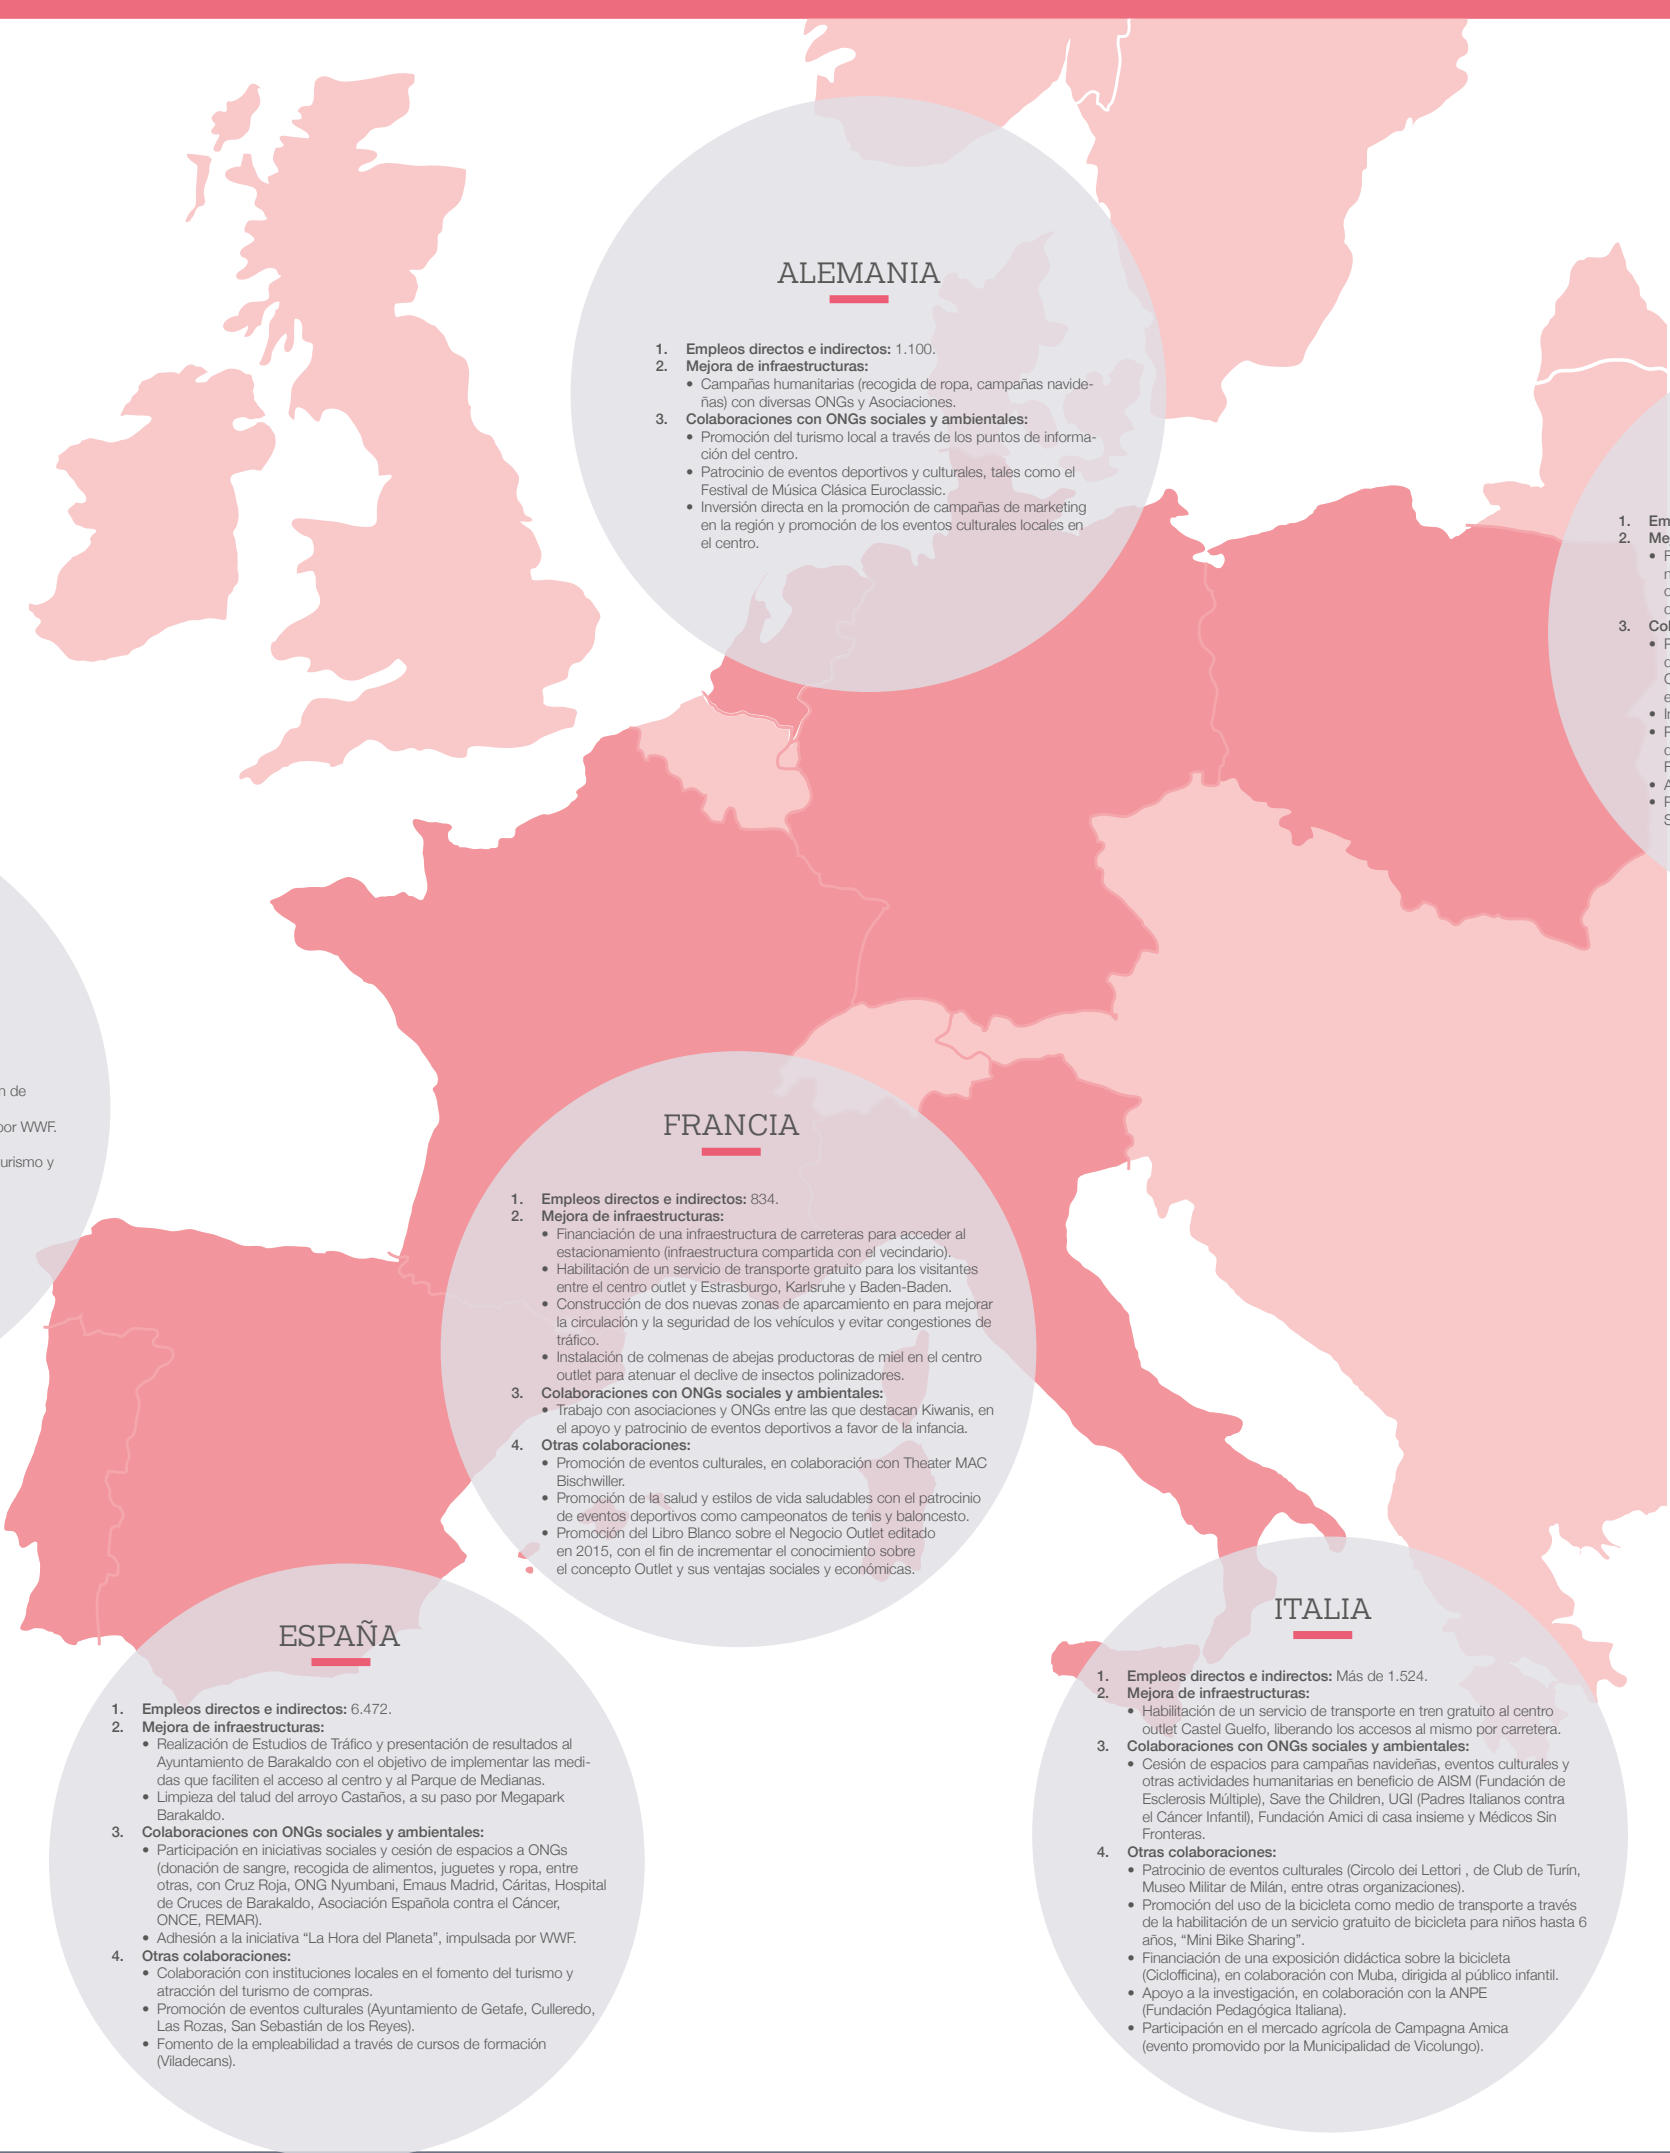 ALEMANIA
1. Empleos directos e indirectos: 1.100.
2. Mejora de infraestructuras:
• Campañas humanitarias (recogida de ropa, campañas navide-
ñas) con diversas ONGs y Asociaciones.
3. Colaboraciones con ONGs sociales y ambientales:
• Promoción del turismo local a través de los puntos de informa-
ción del centro.
• Patrocinio de eventos deportivos y culturales, tales como el
Festival de Música Clásica Euroclassic.
• Inversión directa en la promoción de campañas de marketing
en la región y promoción de los eventos culturales locales en
el centro.
1.
2.
3.
de
por WWF.
y
FRANCIA
1. Empleos directos e indirectos: 834.
2. Mejora de infraestructuras:
• Financiación de una infraestructura de carreteras para acceder al
estacionamiento (infraestructura compartida con el vecindario).
• Habilitación de un servicio de transporte gratuito para los visitantes
entre el centro outlet y Estrasburgo, Karlsruhe y Baden-Baden.
• Construcción de dos nuevas zonas de aparcamiento en para mejorar
la circulación y la seguridad de los vehículos y evitar congestiones de
tráfico.
• Instalación de colmenas de abejas productoras de miel en el centro
outlet para atenuar el declive de insectos polinizadores.
3. Colaboraciones con ONGs sociales y ambientales:
• Trabajo con asociaciones y ONGs entre las que destacan Kiwanis, en
el apoyo y patrocinio de eventos deportivos a favor de la infancia.
4. Otras colaboraciones:
• Promoción de eventos culturales, en colaboración con Theater MAC
Bischwiller.
• Promoción de la salud y estilos de vida saludables con el patrocinio
de eventos deportivos como campeonatos de tenis y baloncesto.
• Promoción del Libro Blanco sobre el Negocio Outlet editado
en 2015, con el fin de incrementar el conocimiento sobre
el concepto Outlet y sus ventajas sociales y económicas.
ESPAÑA
1. Empleos directos e indirectos: 6.472.
2. Mejora de infraestructuras:
• Realización de Estudios de Tráfico y presentación de resultados al
Ayuntamiento de Barakaldo con el objetivo de implementar las medi-
das que faciliten el acceso al centro y al Parque de Medianas.
• Limpieza del talud del arroyo Castaños, a su paso por Megapark
Barakaldo.
3. Colaboraciones con ONGs sociales y ambientales:
• Participación en iniciativas sociales y cesión de espacios a ONGs
(donación de sangre, recogida de alimentos, juguetes y ropa, entre
otras, con Cruz Roja, ONG Nyumbani, Emaus Madrid, Cáritas, Hospital
de Cruces de Barakaldo, Asociación Española contra el Cáncer,
ONCE, REMAR).
• Adhesión a la iniciativa “La Hora del Planeta”, impulsada por WWF.
4. Otras colaboraciones:
• Colaboración con instituciones locales en el fomento del turismo y
atracción del turismo de compras.
• Promoción de eventos culturales (Ayuntamiento de Getafe, Culleredo,
Las Rozas, San Sebastián de los Reyes).
• Fomento de la empleabilidad a través de cursos de formación
(Viladecans).
ITALIA
1. Empleos directos e indirectos: Más de 1.524.
2. Mejora de infraestructuras:
• Habilitación de un servicio de transporte en tren gratuito al centro
outlet Castel Guelfo, liberando los accesos al mismo por carretera.
3. Colaboraciones con ONGs sociales y ambientales:
• Cesión de espacios para campañas navideñas, eventos culturales y
otras actividades humanitarias en beneficio de AISM (Fundación de
Esclerosis Múltiple), Save the Children, UGI (Padres Italianos contra
el Cáncer Infantil), Fundación Amici di casa insieme y Médicos Sin
Fronteras.
4. Otras colaboraciones:
• Patrocinio de eventos culturales (Circolo dei Lettori , de Club de Turín,
Museo Militar de Milán, entre otras organizaciones).
• Promoción del uso de la bicicleta como medio de transporte a través
de la habilitación de un servicio gratuito de bicicleta para niños hasta 6
años, “Mini Bike Sharing”.
• Financiación de una exposición didáctica sobre la bicicleta
(Ciclofficina), en colaboración con Muba, dirigida al público infantil.
• Apoyo a la investigación, en colaboración con la ANPE
(Fundación Pedagógica Italiana).
• Participación en el mercado agrícola de Campagna Amica
(evento promovido por la Municipalidad de Vicolungo).